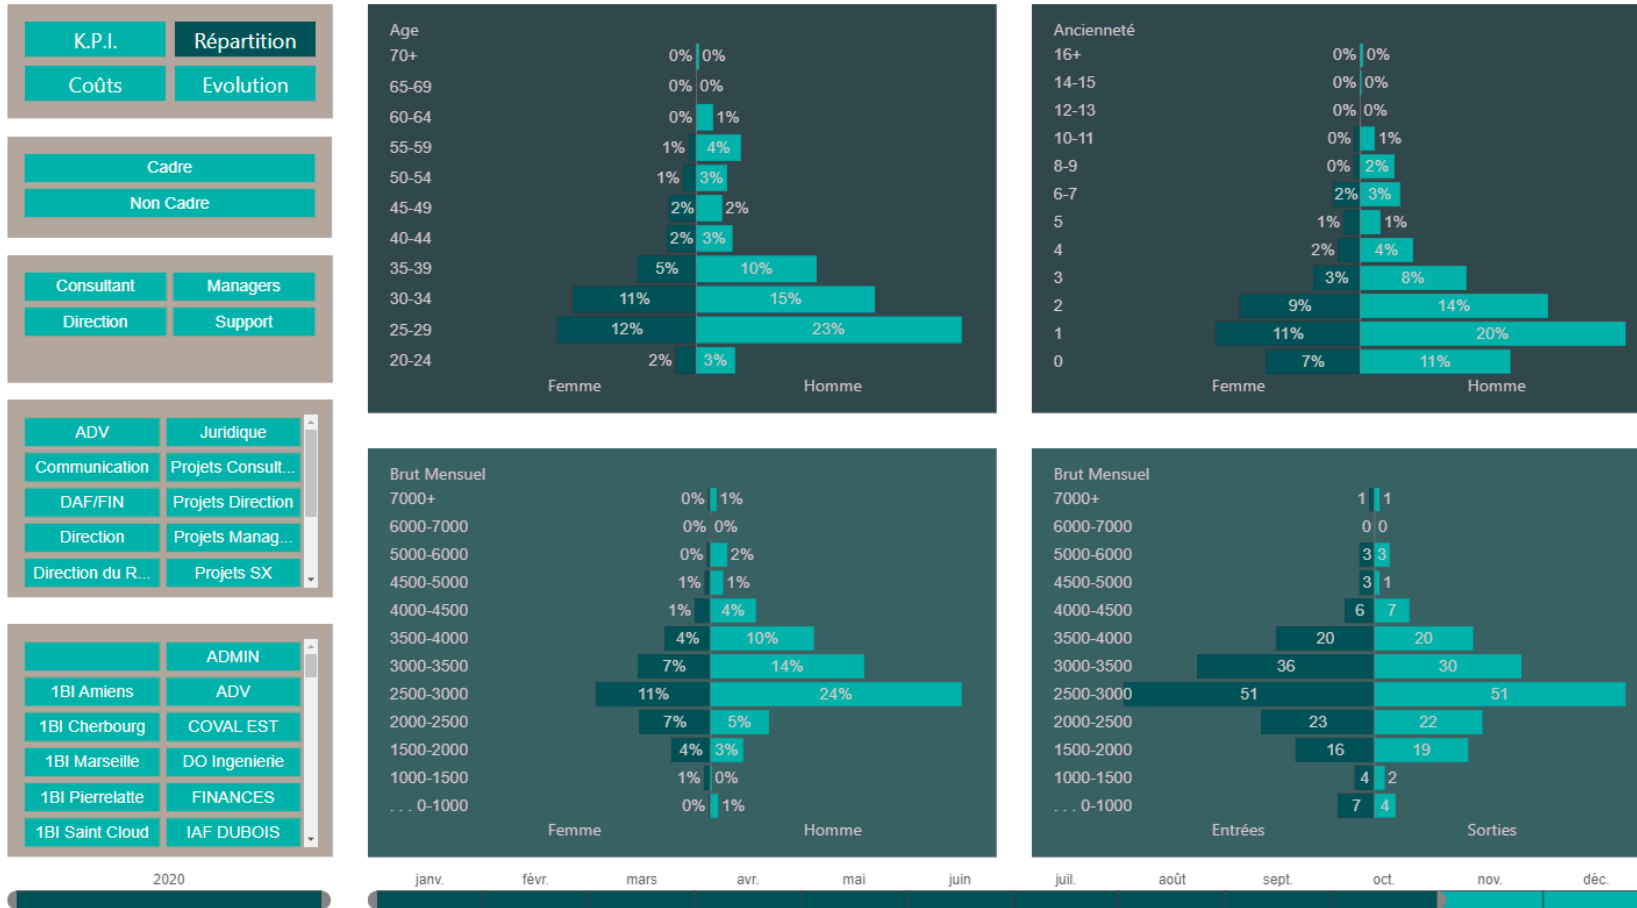 K.P.I. Répartition
Coûts Evolution
Cadre
Non Cadre
Consultant Managers
Direction Support
ADV Juridique
Communication Projets Consult...
DAF/FIN Projets Direction
Direction Projets Manag...
Direction du R... Projets SX
ADMIN
1BI Amiens ADV
1BI Cherbourg COVAL EST
1BI Marseille DO Ingenierie
1BI Pierrelatte FINANCES
1BI Saint Cloud IAF DUBOIS
2020
Age
70+ 0% 0%
65-69 0% 0%
60-64 0% 1%
55-59 1% 4%
50-54 1% 3%
45-49 2% 2%
40-44 2% 3%
35-39 5% 10%
30-34 11% 15%
25-29 12% 23%
20-24 2% 3%
Femme Homme
Ancienneté
16+ 0% 0%
14-15 0% 0%
12-13 0% 0%
10-11 0% 1%
8-9 0% 2%
6-7 2% 3%
5 1% 1%
4 2% 4%
3 3% 8%
2 9% 14%
1 11% 20%
0 7% 11%
Femme Homme
Brut Mensuel
7000+ 0% 1%
6000-7000 0% 0%
5000-6000 0% 2%
4500-5000 1% 1%
4000-4500 1% 4%
3500-4000 4% 10%
3000-3500 7% 14%
2500-3000 11% 24%
2000-2500 7% 5%
1500-2000 4% 3%
1000-1500 1% 0%
. . . 0-1000 0% 1%
Femme Homme
Brut Mensuel
7000+ 1 1
6000-7000 0 0
5000-6000 3 3
4500-5000 3 1
4000-4500 6 7
3500-4000 20 20
3000-3500 36 30
2500-3000 51 51
2000-2500 23 22
1500-2000 16 19
1000-1500 4 2
. . . 0-1000 7 4
Entrées Sorties
janv. févr. mars avr. mai juin juil. août sept. oct. nov. déc.